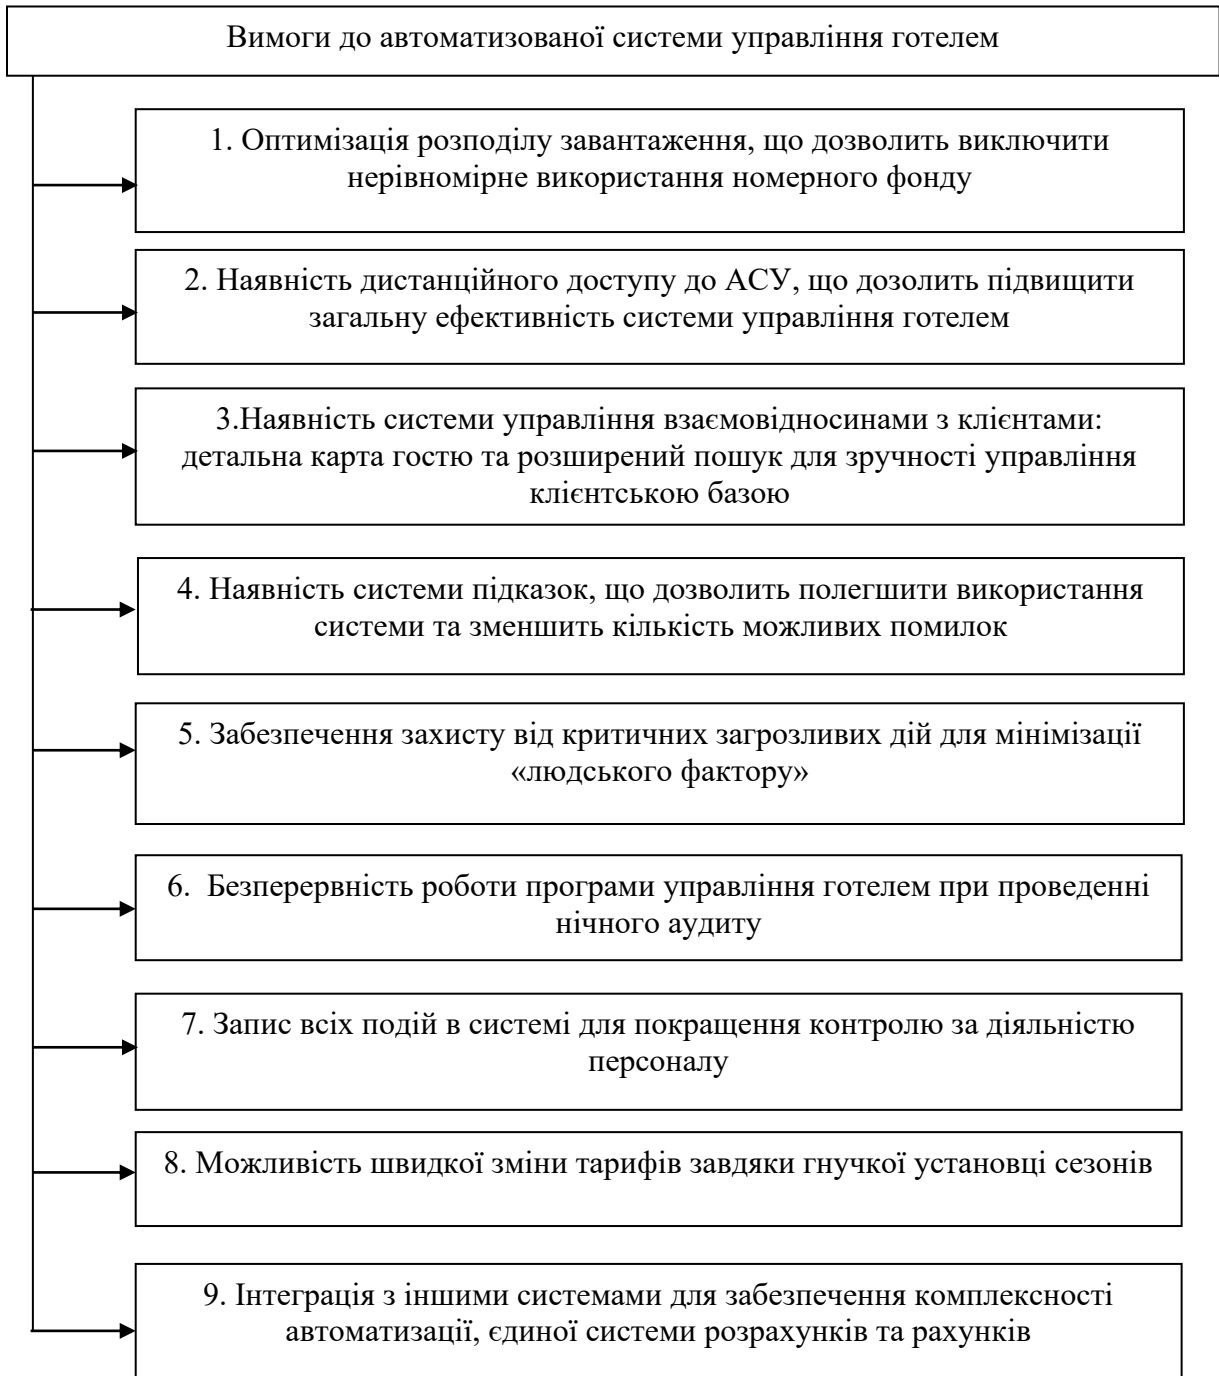 Вимоги до автоматизованої системи управління готелем
1. Оптимізація розподілу завантаження, що дозволить виключити
нерівномірне використання номерного фонду
2. Наявність дистанційного доступу до АСУ, що дозолить підвищити
загальну ефективність системи управління готелем
3.Наявність системи управління взаємовідносинами з клієнтами:
детальна карта гостю та розширений пошук для зручності управління
клієнтською базою
4. Наявність системи підказок, що дозволить полегшити використання
системи та зменшить кількість можливих помилок
5. Забезпечення захисту від критичних загрозливих дій для мінімізації
«людського фактору»
6. Безперервність роботи програми управління готелем при проведенні
нічного аудиту
7. Запис всіх подій в системі для покращення контролю за діяльністю
персоналу
8. Можливість швидкої зміни тарифів завдяки гнучкої установці сезонів
9. Інтеграція з іншими системами для забезпечення комплексності
автоматизації, єдиної системи розрахунків та рахунків